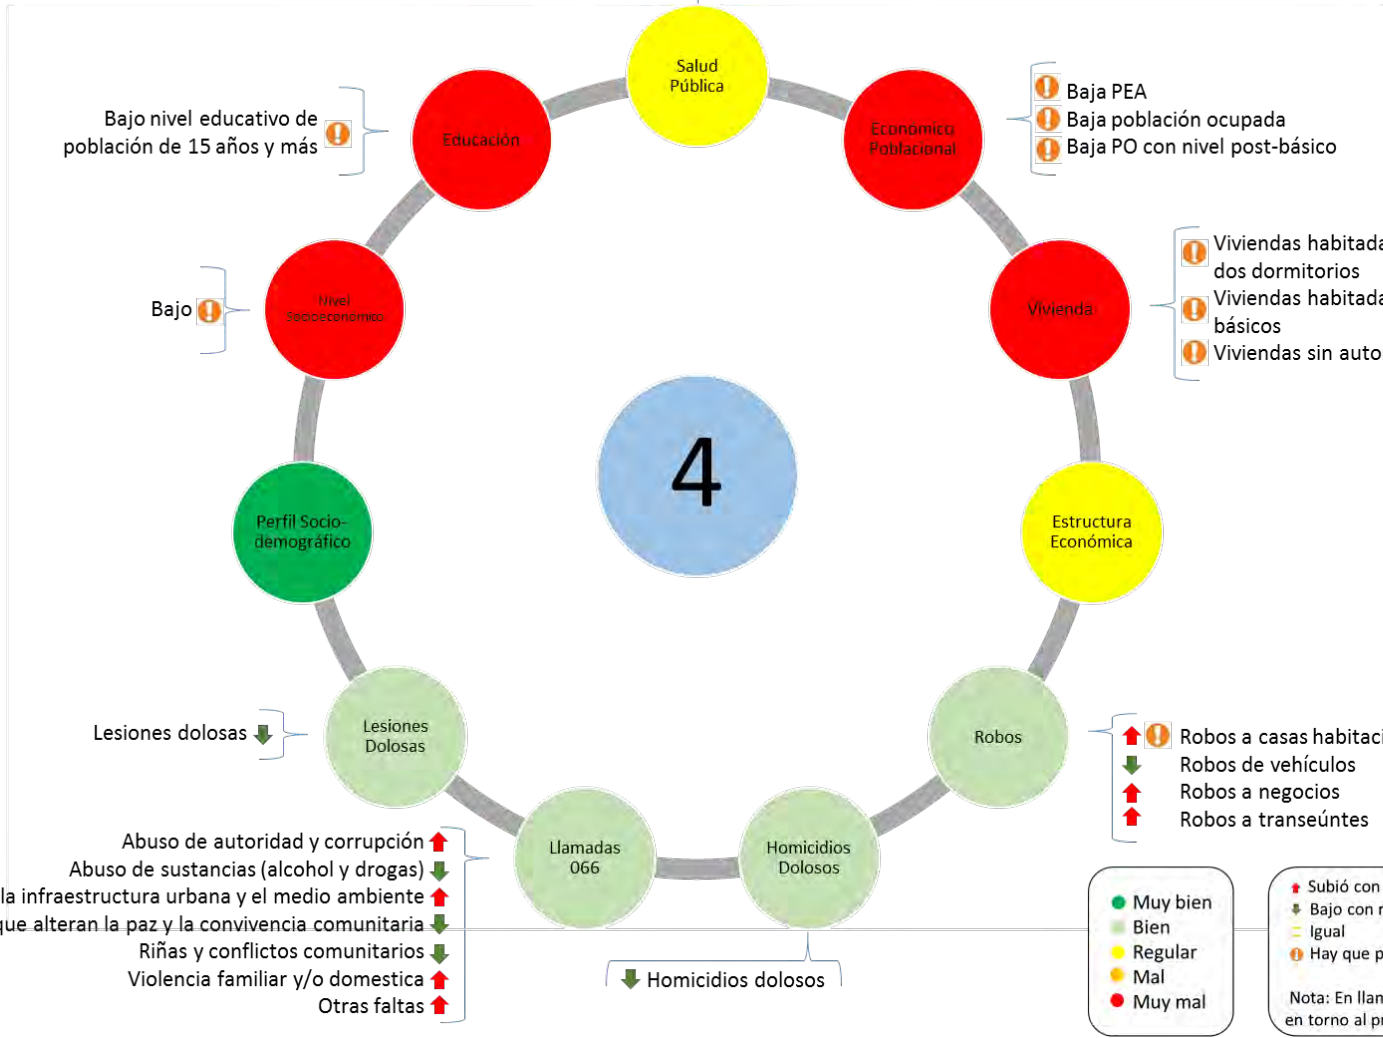 Salud
Pública
Bajo nivel educativo de
población de 15 años y más
Educación
Económico
Poblacional
Baja PEA
Baja población ocupada
Baja PO con nivel post-básico
Bajo
Nivel
Socioeconómico
Vivienda
Viviendas habitada
dos dormitorios
Viviendas habitada
básicos
Viviendas sin auto
4
Perfil Socio-
demográfico
Estructura
Económica
Lesiones dolosas
Lesiones
Dolosas
Robos
Robos a casas habitaci
Robos de vehículos
Robos a negocios
Robos a transeúntes
Abuso de autoridad y corrupción
Abuso de sustancias (alcohol y drogas)
la infraestructura urbana y el medio ambiente
que alteran la paz y la convivencia comunitaria
Riñas y conflictos comunitarios
Violencia familiar y/o domestica
Otras faltas
Llamadas
066
Homicidios
Dolosos
Homicidios dolosos
Muy bien
Bien
Regular
Mal
Muy mal
Subió con
Bajo con
Igual
Hay que p
Nota: En llan
en torno al pr